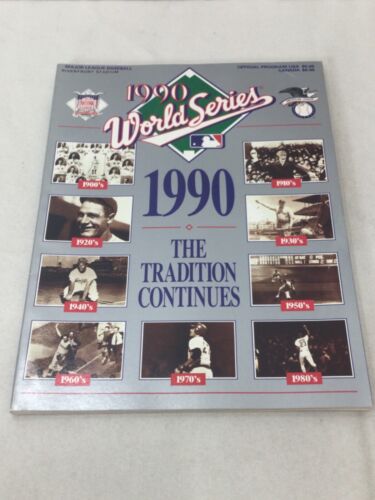 MAJOR LEAGUE BASEBALL
RIVERFRONT STADIUM
OFFICIAL PROGRAM USA
CANADA
1990
World Series
1990
THE
TRADITION
CONTINUES
1900's
1910's
1920's
1930's
1940's
1950's
1960's
1970's
1980's